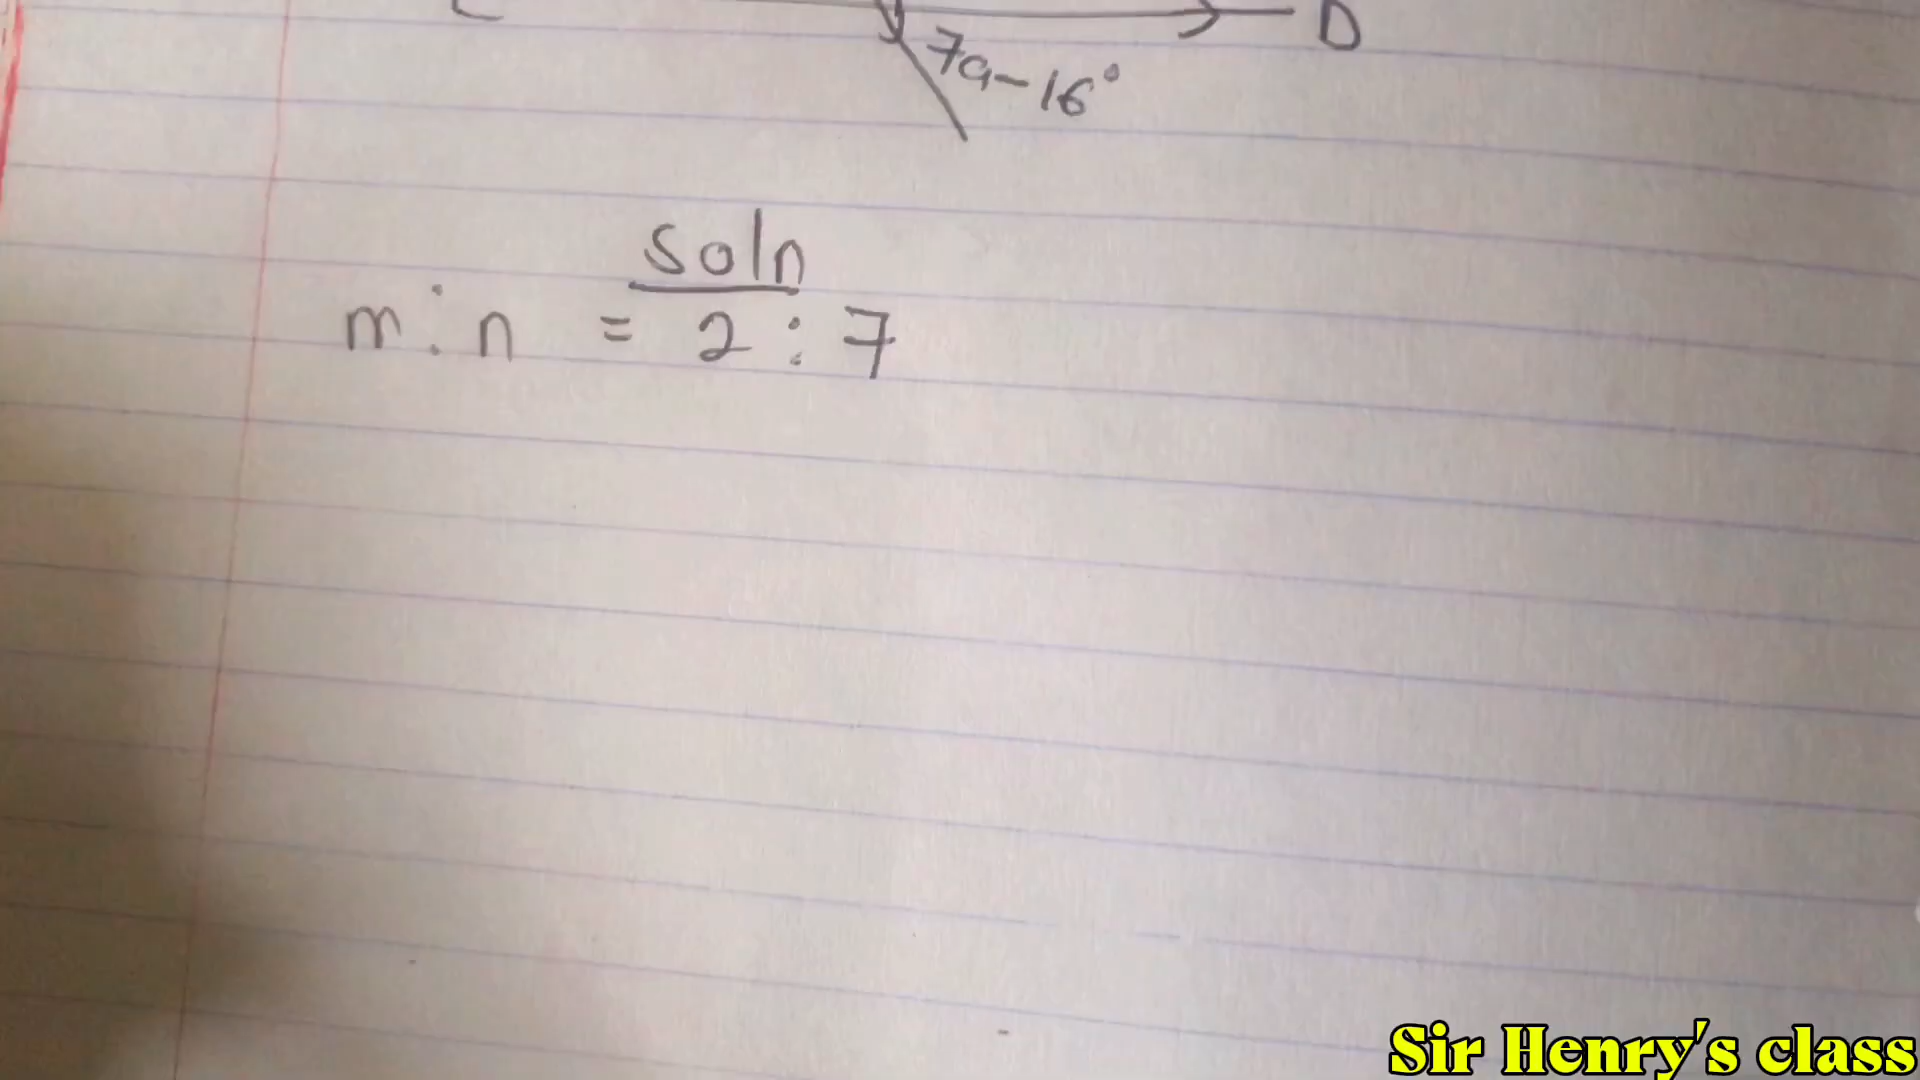 D
7a-16°
soln
m:n = 2:7
Sir Henry's class